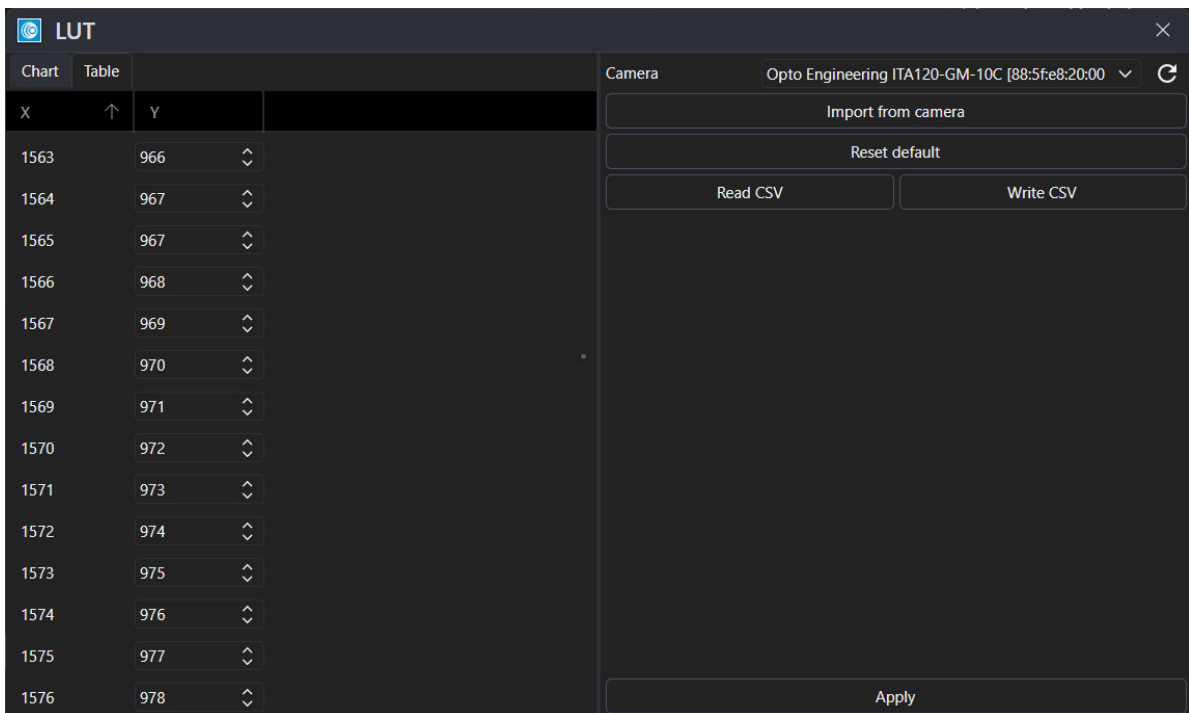 LUT
Chart Table
Camera Opto Engineering ITA120-GM-10C [88:5f:e8:20:00
X Y
Import from camera
1563 966
Reset default
1564 967
Read CSV Write CSV
1565 967
1566 968
1567 969
1568 970
1569 971
1570 972
1571 973
1572 974
1573 975
1574 976
1575 977
1576 978
Apply